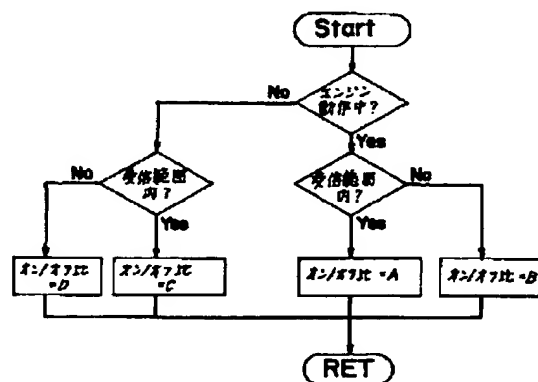 Start
エンジン
動作中?
No
Yes
受信範囲
内?
No
Yes
受信範囲
内?
No
Yes
オン/オフ比
=D
オン/オフ比
=C
オン/オフ比=A
オン/オフ比=B
RET